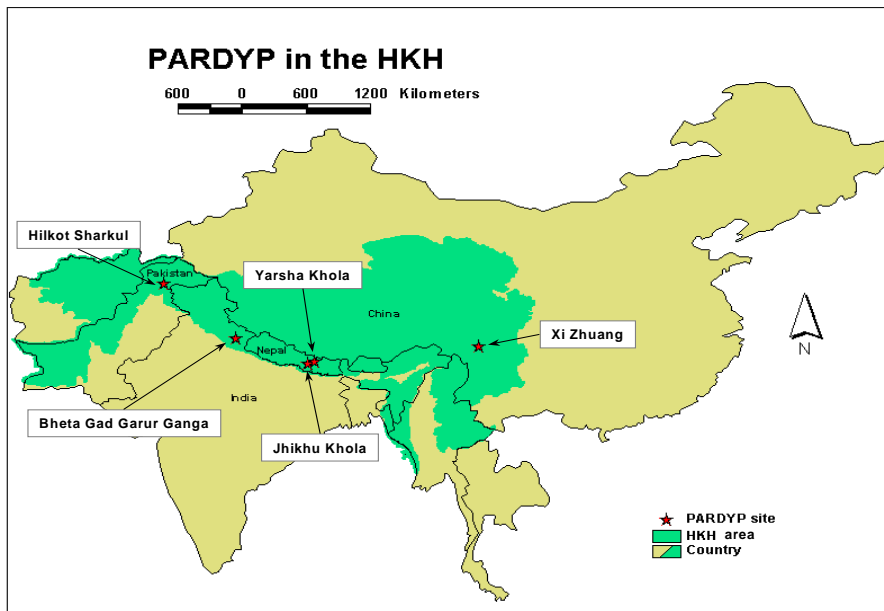 PARDYP in the HKH
600 0 600 1200 Kilometers
Hilkot Sharkul
Pakistan
Yarsha Khola
China
Xi Zhuang
N
Nepal
India
Bheta Gad Garur Ganga
Jhikhu Khola
PARDYP site
HKH area
Country